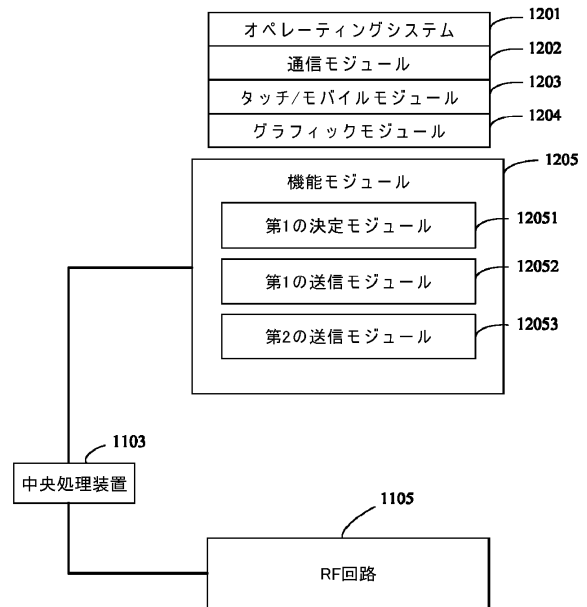 オペレーティングシステム 1201
通信モジュール 1202
タッチ/モバイルモジュール 1203
グラフィックモジュール 1204
機能モジュール 1205
第1の決定モジュール 12051
第1の送信モジュール 12052
第2の送信モジュール 12053
1103
中央処理装置
1105
RF回路